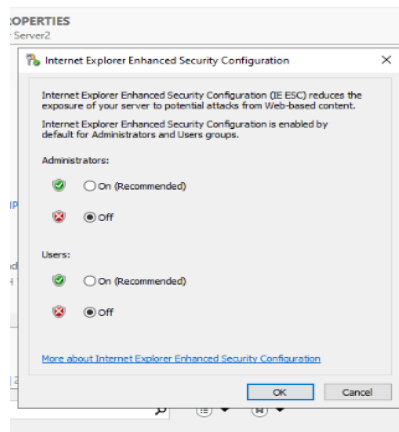 OPERTIES
Server2
Internet Explorer Enhanced Security Configuration
Internet Explorer Enhanced Security Configuration (IE ESC) reduces the
exposure of your server to potential attacks from Web-based content.
Internet Explorer Enhanced Security Configuration is enabled by
default for Administrators and Users groups.
Administrators:
On (Recommended)
Off
Users:
On (Recommended)
Off
More about Internet Explorer Enhanced Security Configuration
OK Cancel